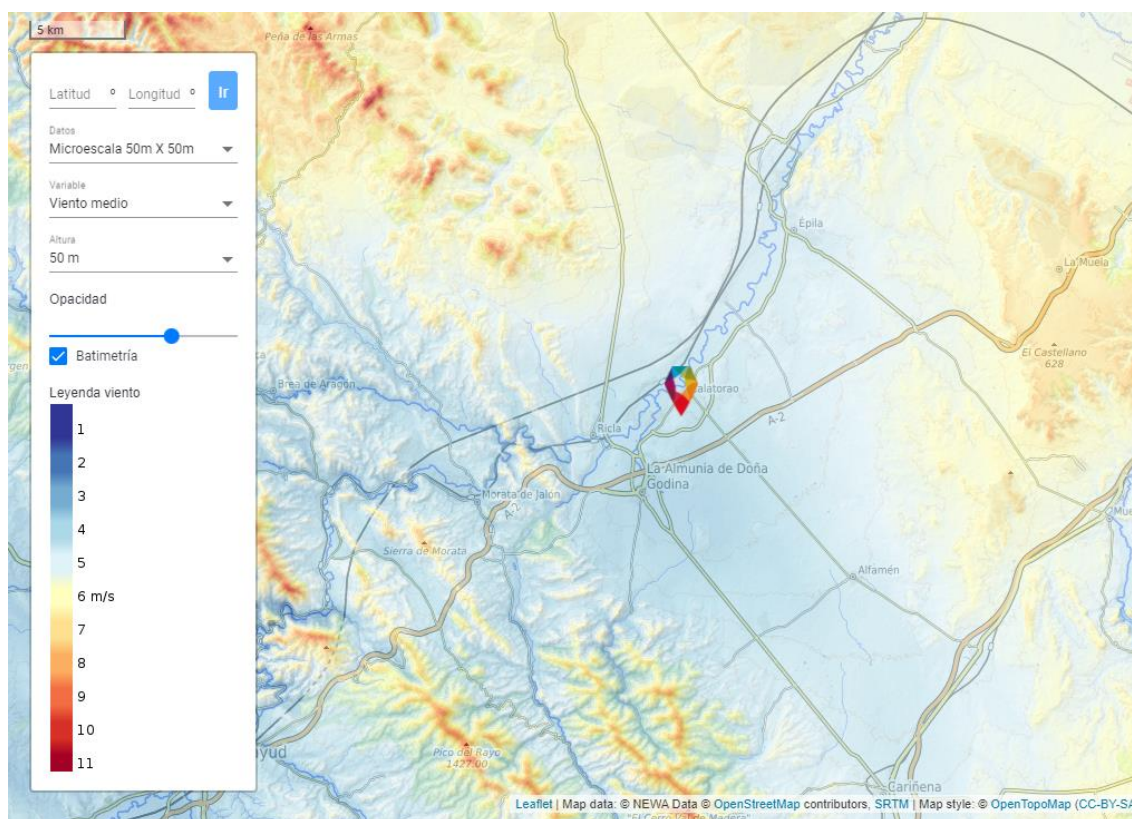 5 km
Latitud º Longitud º Ir
Datos
Microescala 50m X 50m
Variable
Viento medio
Altura
50 m
Opacidad
Batimetría
Leyenda viento
1
2
3
4
5
6 m/s
7
8
9
10
11
Peña de las Armas
Épila
La Muela
El Castellano
628
Brea de Aragón
alatorao
Ricla
A-2
La Almunia de Doña
Godina
Morata de Jalón
A-2
Sierra de Morata
Alfamén
Mue
Pico del Rayo
1427.00
yud
Cariñena
Leaflet | Map data: © NEWA Data © OpenStreetMap contributors, SRTM | Map style: © OpenTopoMap (CC-BY-SA